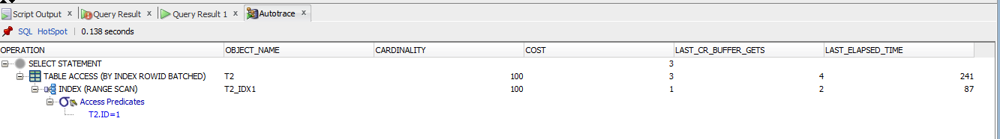 Script Output x Query Result x Query Result 1 x Autotrace x
SQL HotSpot | 0.138 seconds
OPERATION OBJECT_NAME CARDINALITY COST LAST_CR_BUFFER_GETS LAST_ELAPSED_TIME
SELECT STATEMENT 3
TABLE ACCESS (BY INDEX ROWID BATCHED) T2 100 3 4 241
INDEX (RANGE SCAN) T2_IDX1 100 1 2 87
Access Predicates
T2.ID=1